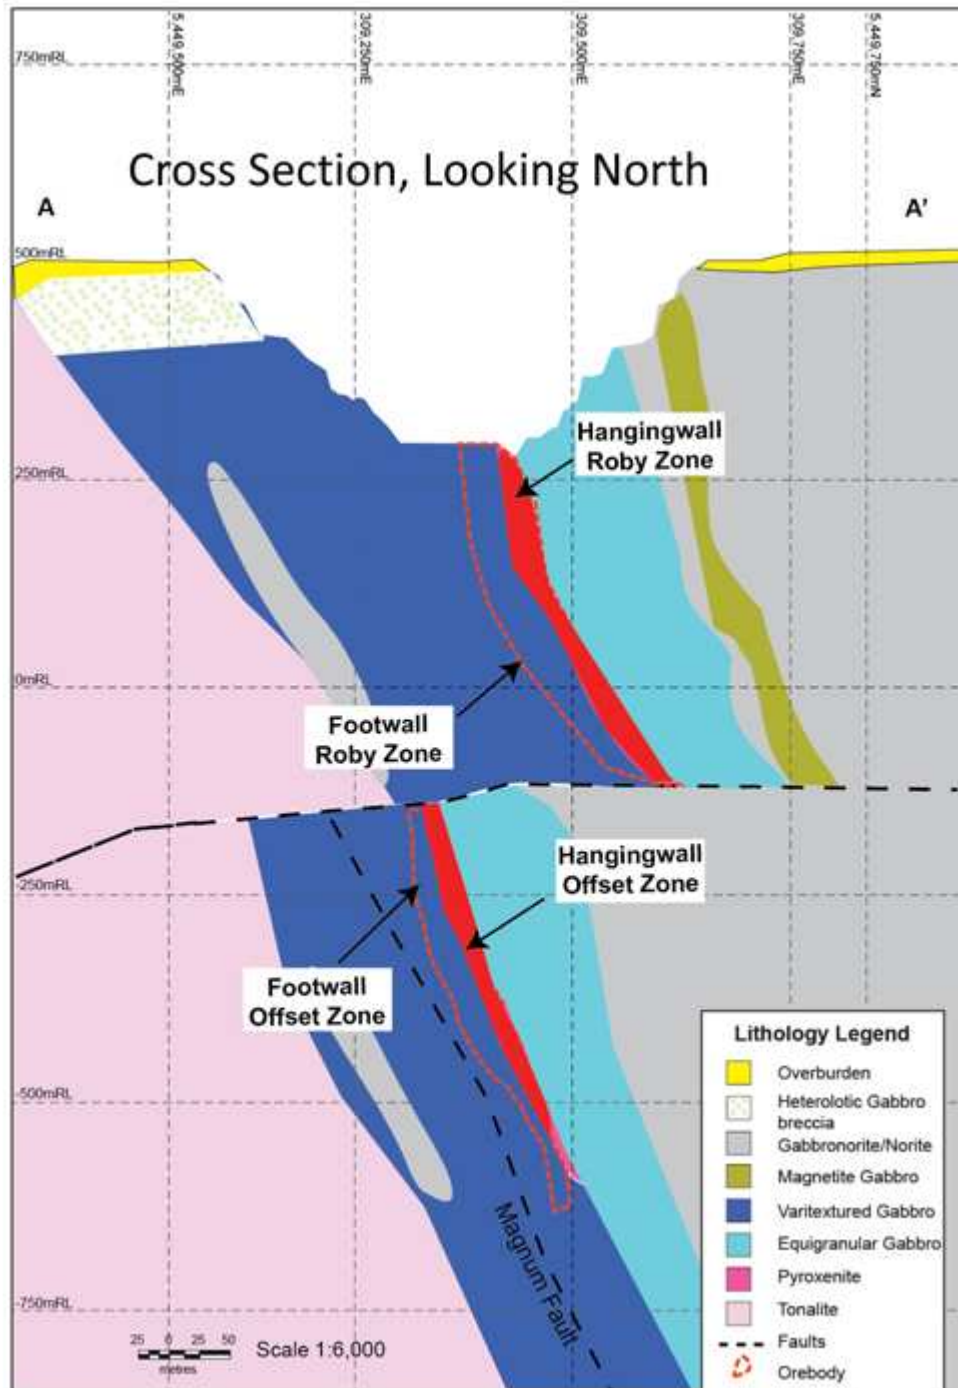 5,449,500mE
309,250mE
309,500mE
309,750mE
5,449,750mN
750mRL
Cross Section, Looking North
A
A'
500mRL
Hangingwall
Roby Zone
250mRL
0mRL
Footwall
Roby Zone
Hangingwall
Offset Zone
-250mRL
Footwall
Offset Zone
-500mRL
Magnum Fault
-750mRL
25 0 25 50
metres
Scale 1:6,000
Lithology Legend
Overburden
Heterolotic Gabbro
breccia
Gabbronorite/Norite
Magnetite Gabbro
Varitextured Gabbro
Equigranular Gabbro
Pyroxenite
Tonalite
Faults
Orebody